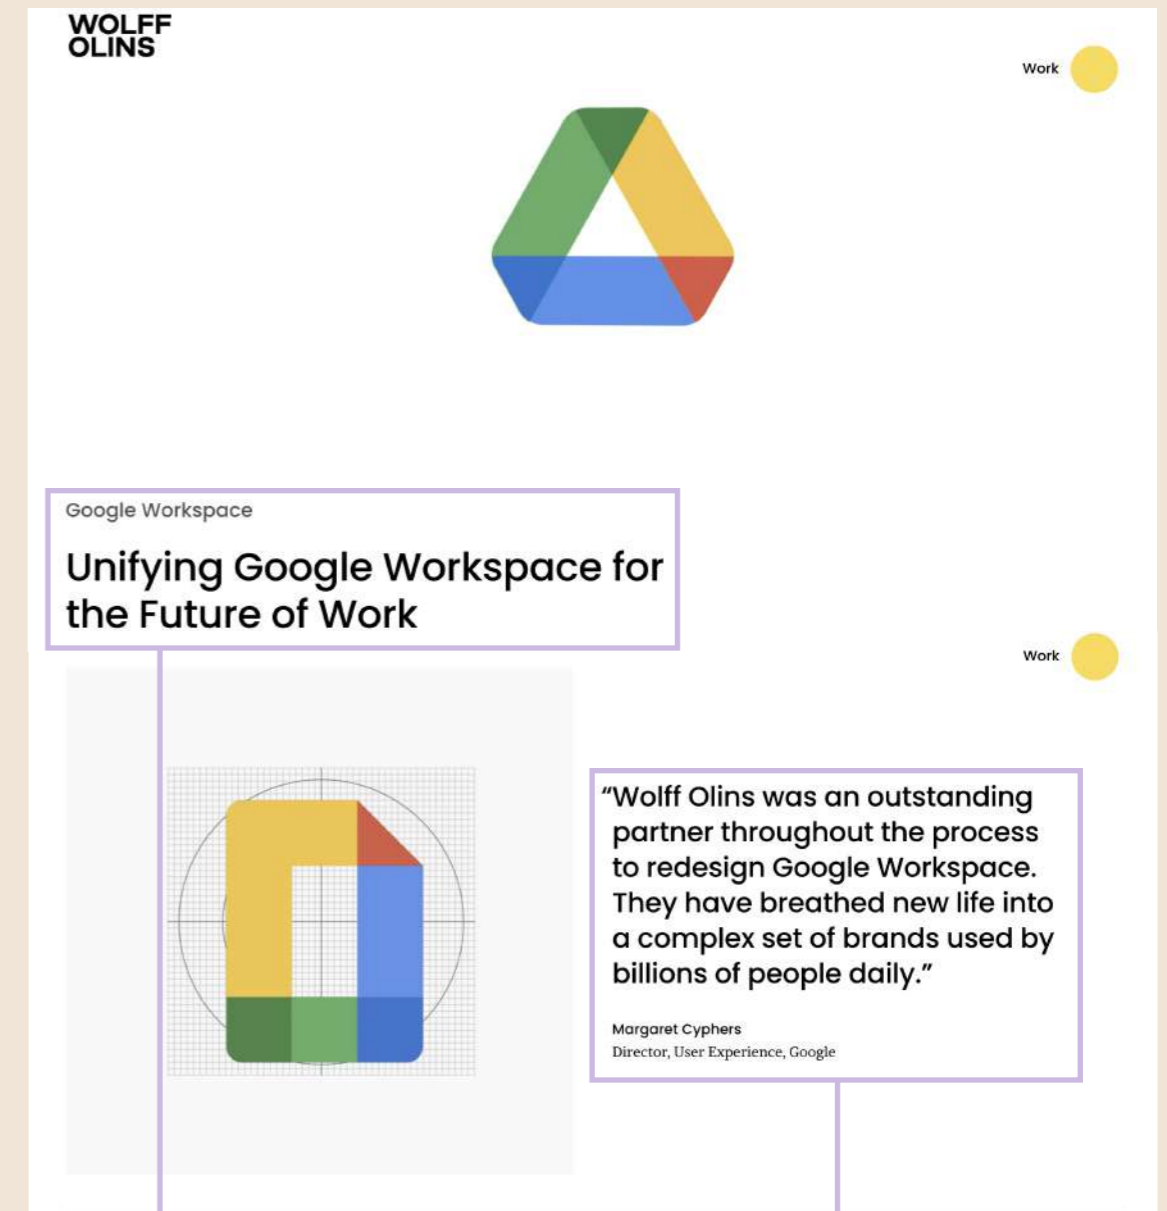 WOLFF
OLINS
Work
Google Workspace
Unifying Google Workspace for
the Future of Work
Work
“Wolff Olins was an outstanding
partner throughout the process
to redesign Google Workspace.
They have breathed new life into
a complex set of brands used by
billions of people daily.”
Margaret Cyphers
Director, User Experience, Google